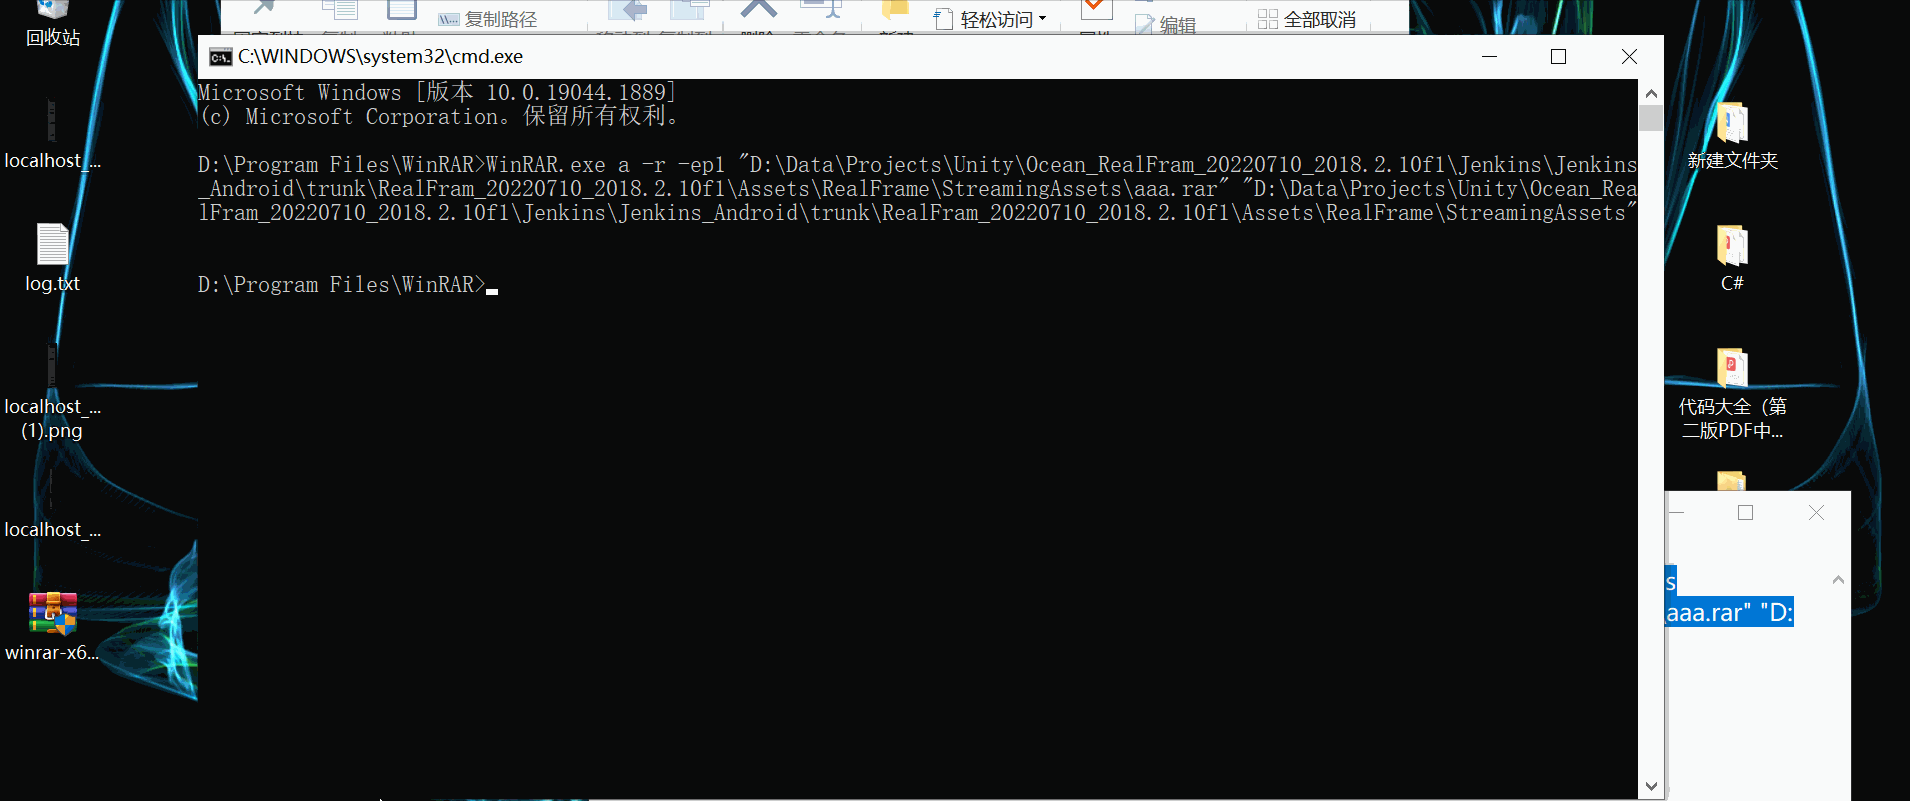 回收站
复制路径
轻松访问
编辑
全部取消
C:\WINDOWS\system32\cmd.exe
Microsoft Windows [版本 10.0.19044.1889]
(c) Microsoft Corporation。保留所有权利。
D:\Program Files\WinRAR>WinRAR.exe a -r -ep1 "D:\Data\Projects\Unity\Ocean_RealFram_20220710_2018.2.10f1\Jenkins\Jenkins
_Android\trunk\RealFram_20220710_2018.2.10f1\Assets\RealFrame\StreamingAssets\aaa.rar" "D:\Data\Projects\Unity\Ocean_Rea
lFram_20220710_2018.2.10f1\Jenkins\Jenkins_Android\trunk\RealFram_20220710_2018.2.10f1\Assets\RealFrame\StreamingAssets"
D:\Program Files\WinRAR>
localhost_...
log.txt
localhost_...
(1).png
localhost_...
winrar-x6...
新建文件夹
C#
代码大全（第
二版PDF中...
s
\aaa.rar" "D: